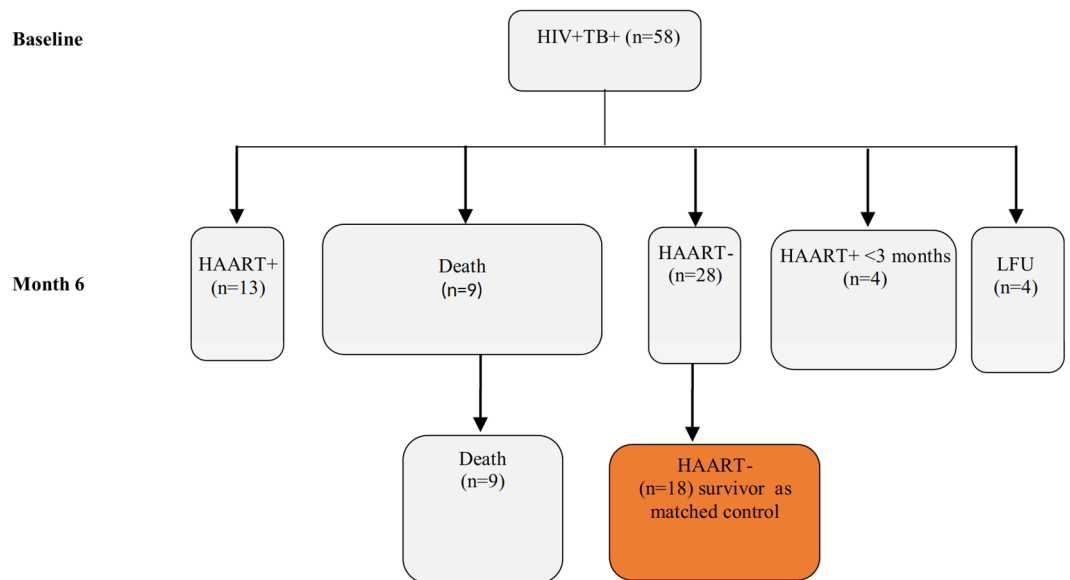 Baseline
HIV+TB+ (n=58)
Month 6
HAART+
(n=13)
Death
(n=9)
HAART-
(n=28)
HAART+ <3 months
(n=4)
LFU
(n=4)
Death
(n=9)
HAART-
(n=18) survivor as
matched control